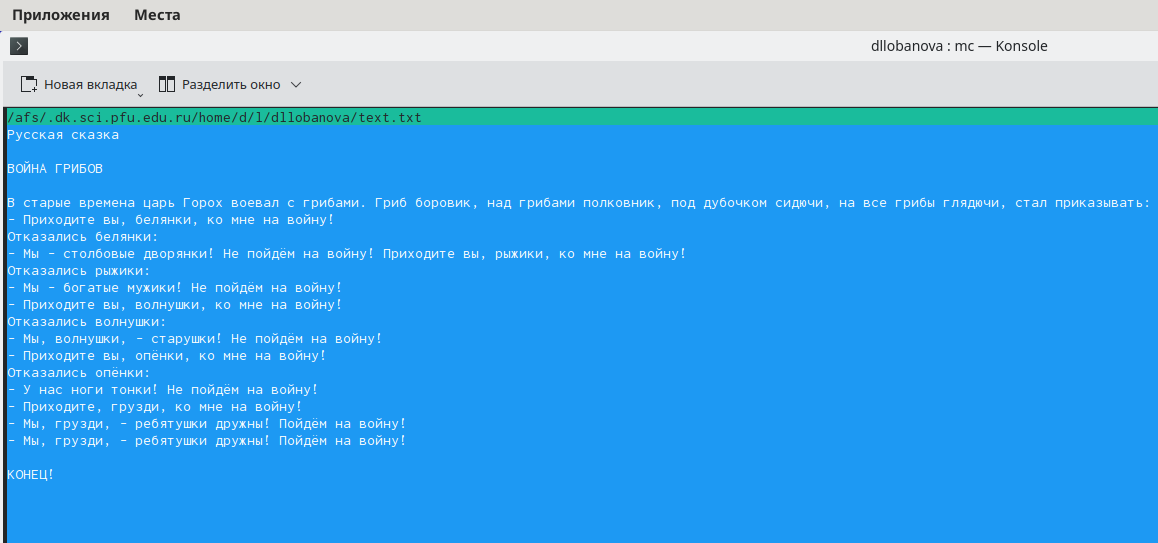 Приложения Места
dllobanova : mc — Konsole
Новая вкладка Разделить окно
/afs/.dk.sci.pfu.edu.ru/home/d/l/dllobanova/text.txt
Русская сказка
ВОЙНА ГРИБОВ
В старые времена царь Горох воевал с грибами. Гриб боровик, над грибами полковник, под дубочком сидючи, на все грибы глядючи, стал приказывать:
- Приходите вы, белянки, ко мне на войну!
Отказались белянки:
- Мы - столбовые дворянки! Не пойдём на войну! Приходите вы, рыжики, ко мне на войну!
Отказались рыжики:
- Мы - богатые мужики! Не пойдём на войну!
- Приходите вы, волнушки, ко мне на войну!
Отказались волнушки:
- Мы, волнушки, - старушки! Не пойдём на войну!
- Приходите вы, опёнки, ко мне на войну!
Отказались опёнки:
- У нас ноги тонки! Не пойдём на войну!
- Приходите, грузди, ко мне на войну!
- Мы, грузди, - ребятушки дружны! Пойдём на войну!
- Мы, грузди, - ребятушки дружны! Пойдём на войну!
КОНЕЦ!